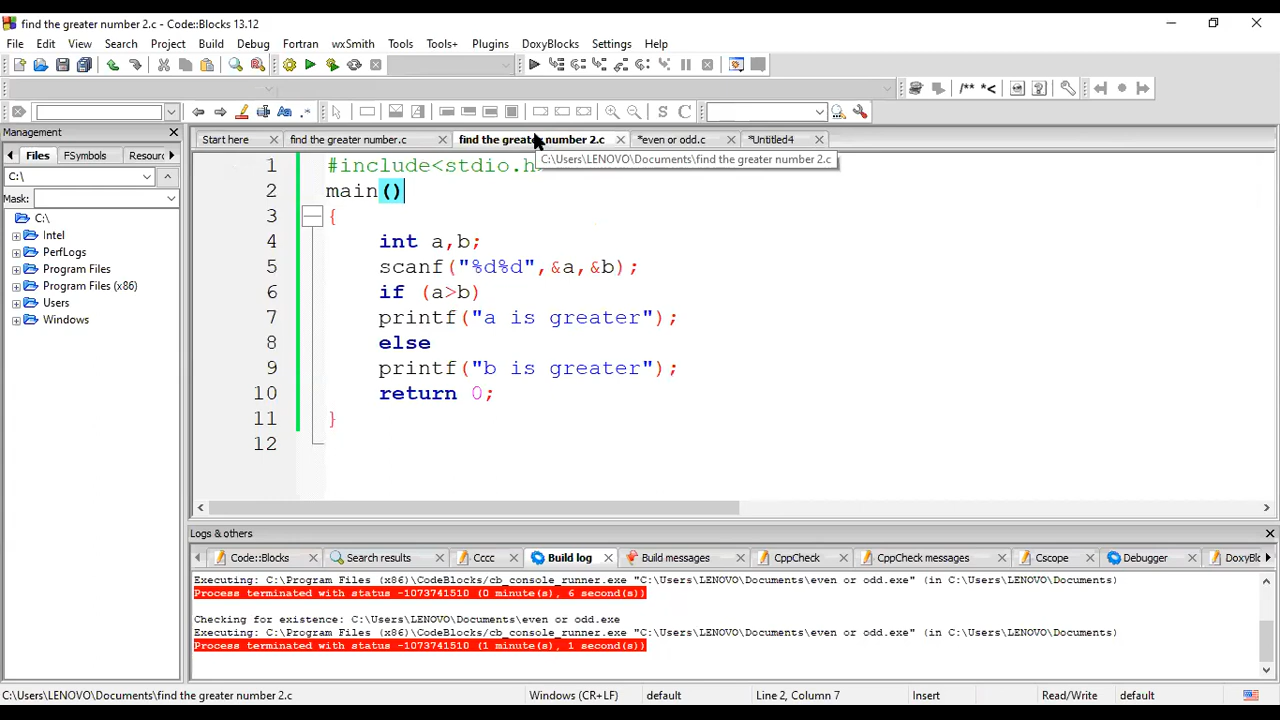 find the greater number 2.c - Code::Blocks 13.12
File Edit View Search Project Build Debug Fortran wxSmith Tools Tools+ Plugins DoxyBlocks Settings Help
/** *<
Aa .*
S C
Management
Start here find the greater number.c find the greater number 2.c *even or odd.c *Untitled4
Files FSymbols Resourc
C:\Users\LENOVO\Documents\find the greater number 2.c
C:\
Mask:
C:\
Intel
PerfLogs
Program Files
Program Files (x86)
Users
Windows
1 #include<stdio.h
2 main()
3 {
4 int a,b;
5 scanf("%d%d",&a,&b);
6 if (a>b)
7 printf("a is greater");
8 else
9 printf("b is greater");
10 return 0;
11 }
12
Logs & others
Code::Blocks Search results Cccc Build log Build messages CppCheck CppCheck messages Cscope Debugger DoxyBl
Executing: C:\Program Files (x86)\CodeBlocks/cb_console_runner.exe "C:\Users\LENOVO\Documents\even or odd.exe" (in C:\Users\LENOVO\Documents)
Process terminated with status -1073741510 (0 minute(s), 6 second(s))
Checking for existence: C:\Users\LENOVO\Documents\even or odd.exe
Executing: C:\Program Files (x86)\CodeBlocks/cb_console_runner.exe "C:\Users\LENOVO\Documents\even or odd.exe" (in C:\Users\LENOVO\Documents)
Process terminated with status -1073741510 (1 minute(s), 1 second(s))
C:\Users\LENOVO\Documents\find the greater number 2.c Windows (CR+LF) default Line 2, Column 7 Insert Read/Write default